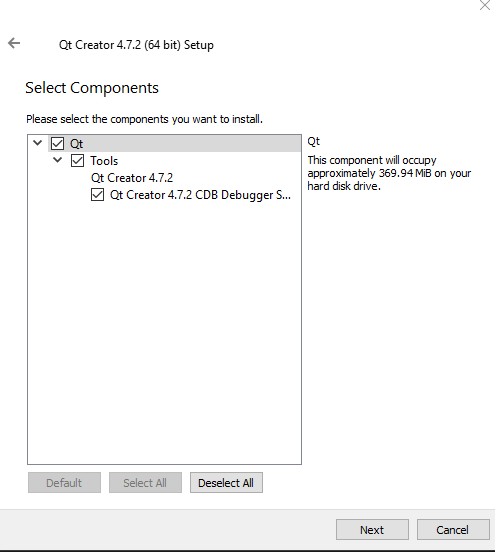 Qt Creator 4.7.2 (64 bit) Setup
Select Components
Please select the components you want to install.
Qt
Tools
Qt Creator 4.7.2
Qt Creator 4.7.2 CDB Debugger S...
Qt
This component will occupy
approximately 369.94 MiB on your
hard disk drive.
Default
Select All
Deselect All
Next
Cancel